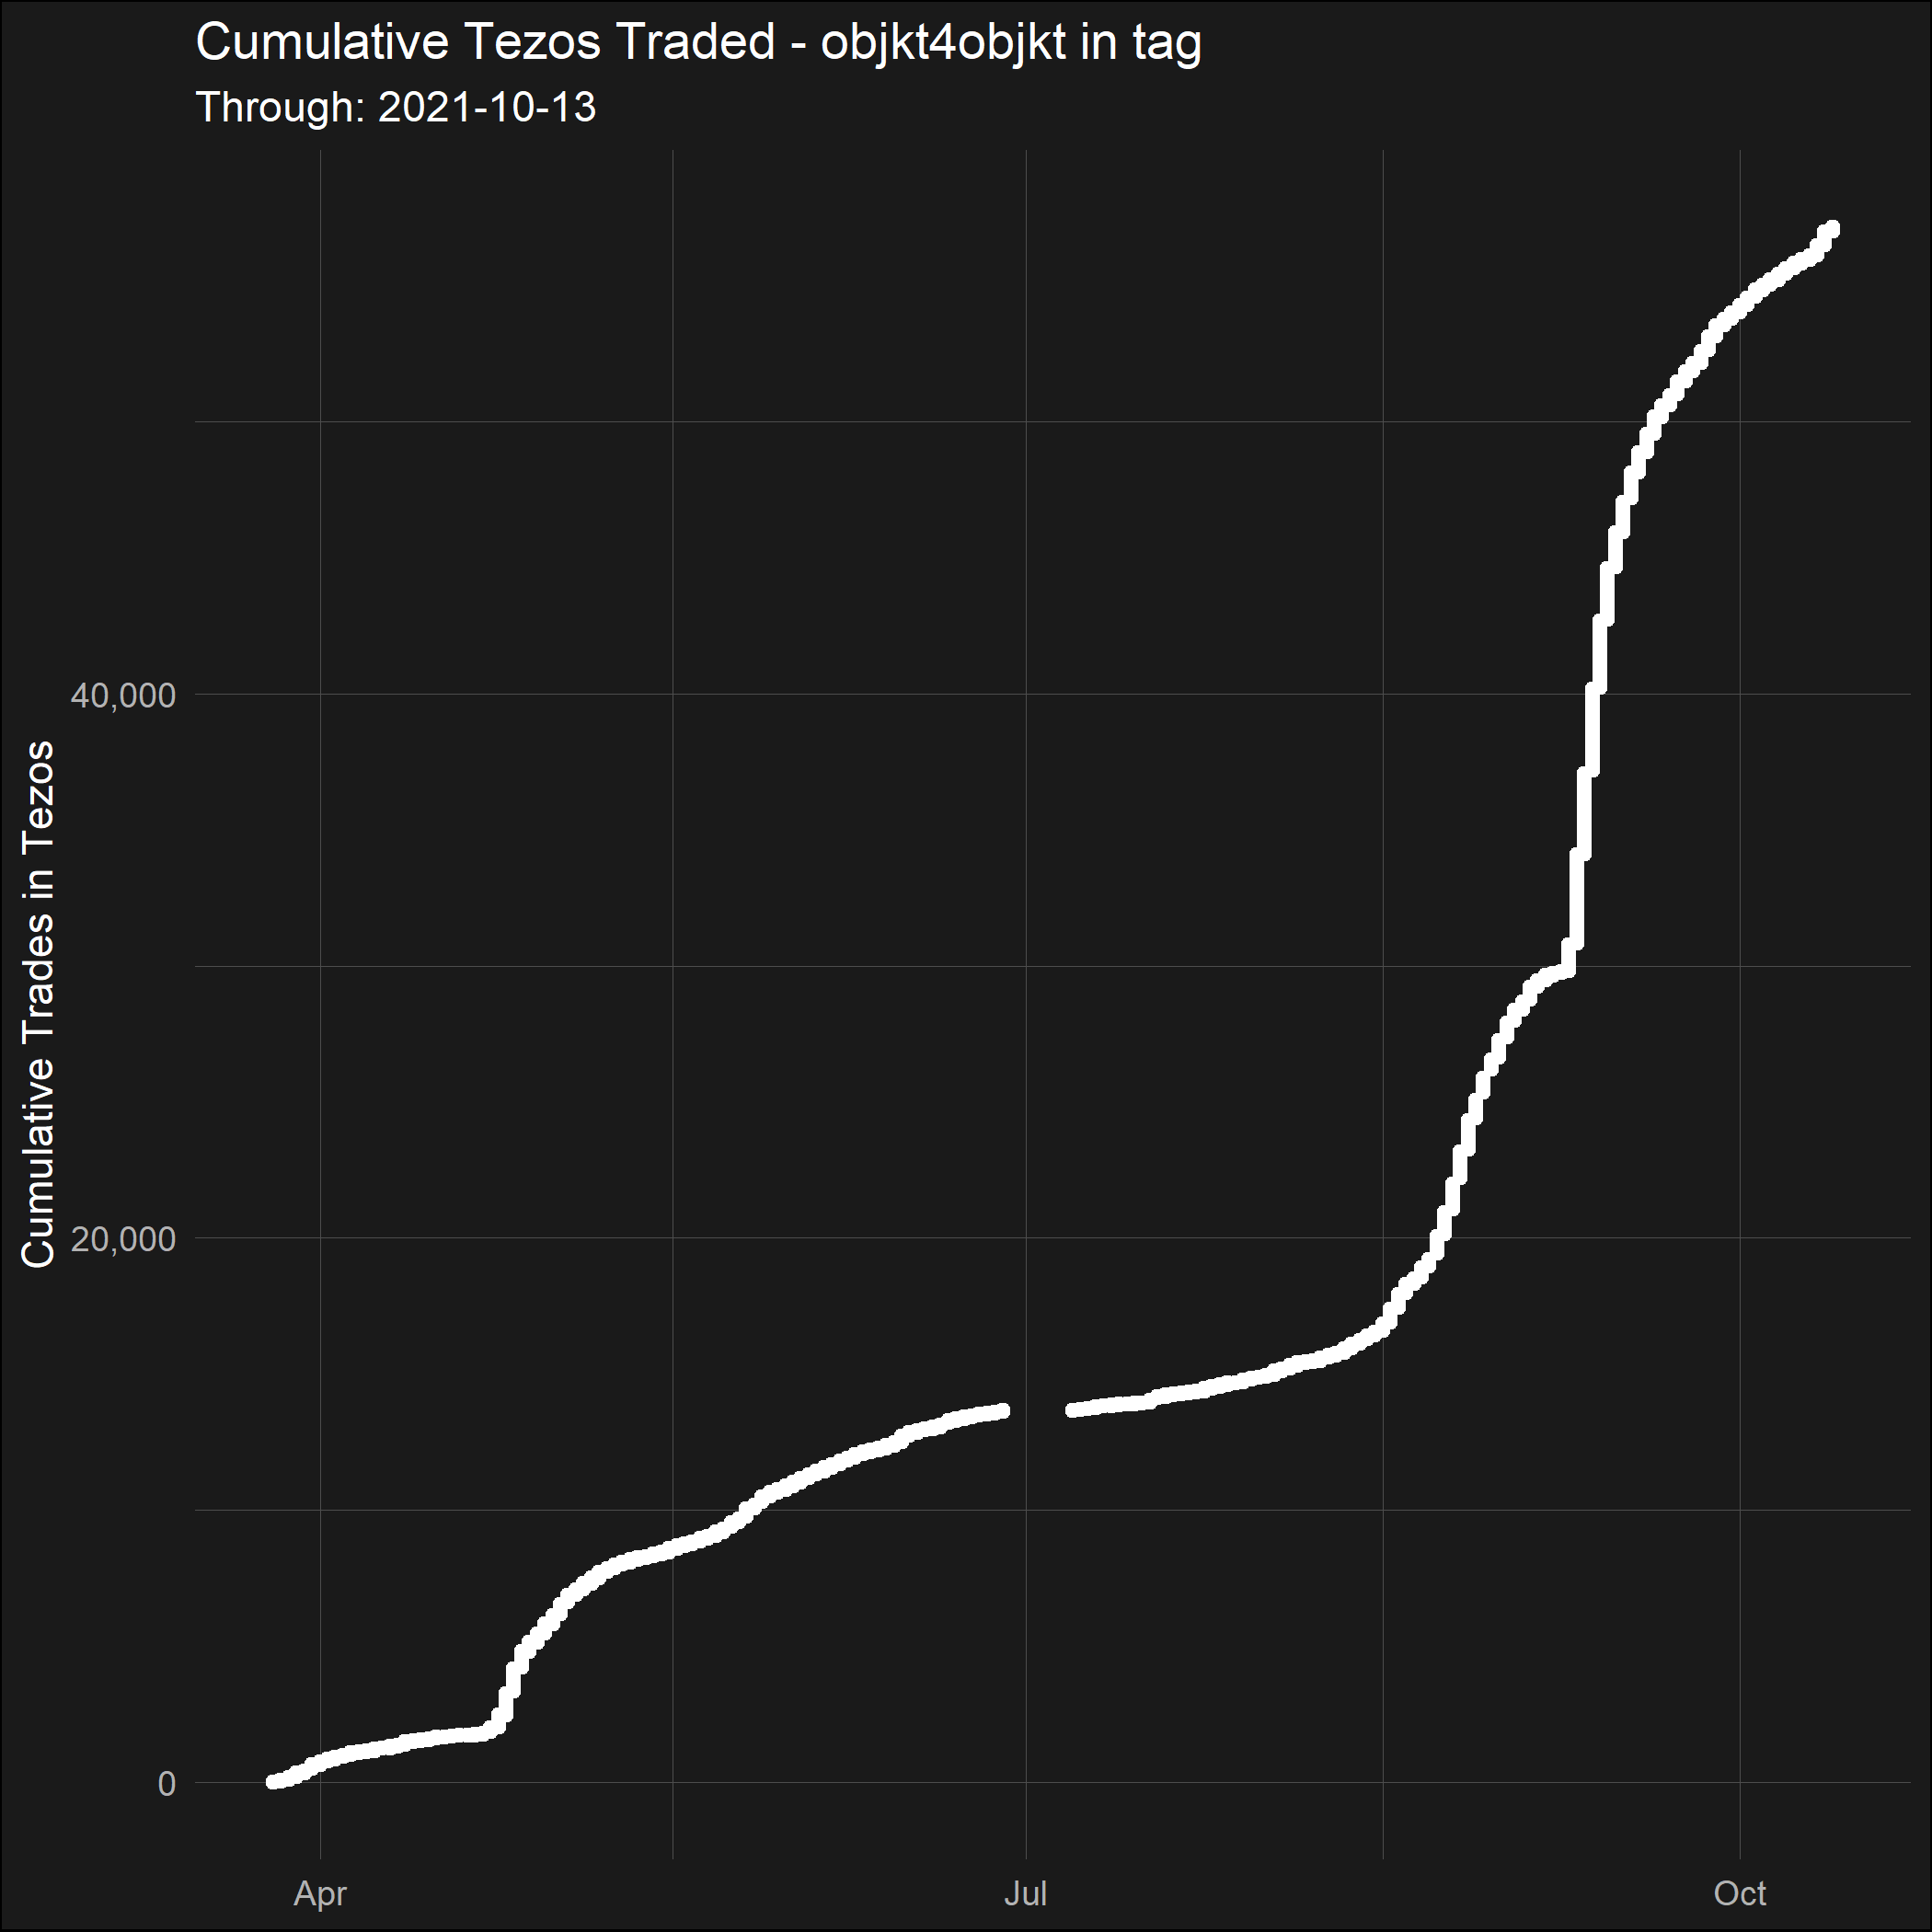 Cumulative Tezos Traded - objkt4objkt in tag
Through: 2021-10-13
Cumulative Trades in Tezos
40,000
20,000
0
Apr
Jul
Oct